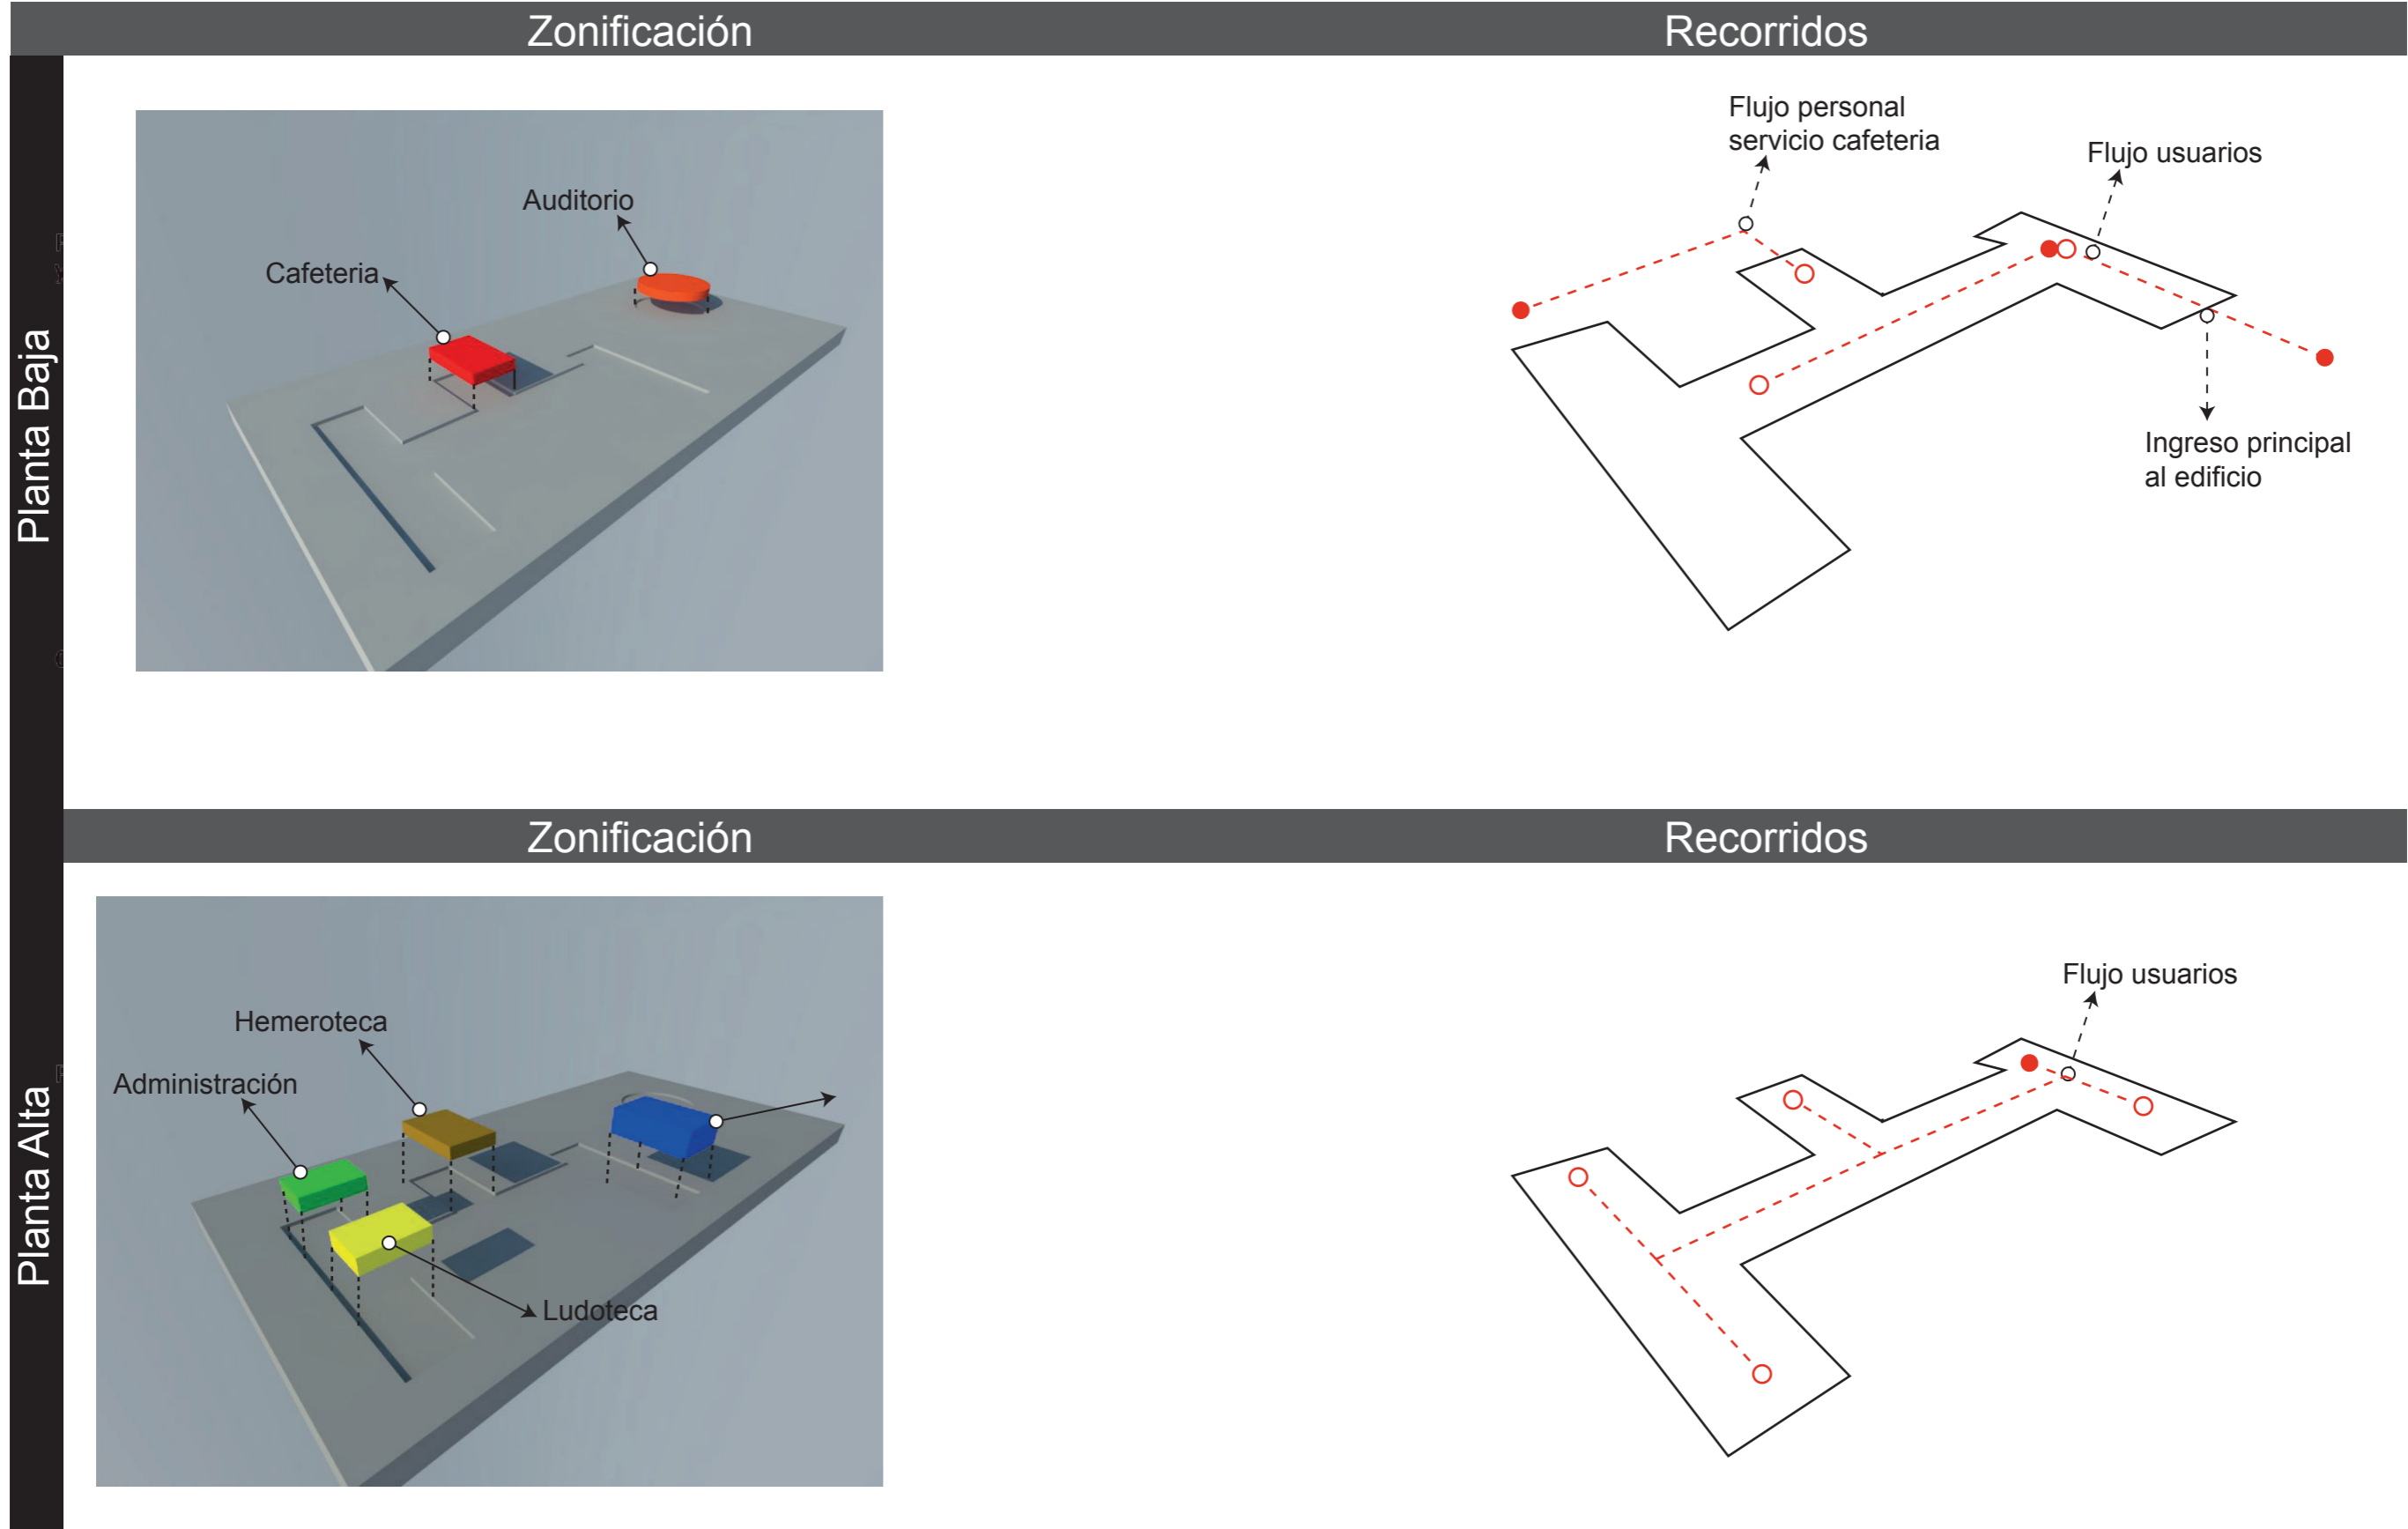 Zonificación
Recorridos
Planta Baja
Cafeteria
Auditorio
Flujo personal
servicio cafeteria
Flujo usuarios
Ingreso principal
al edificio
Zonificación
Recorridos
Planta Alta
Hemeroteca
Administración
Ludoteca
Flujo usuarios